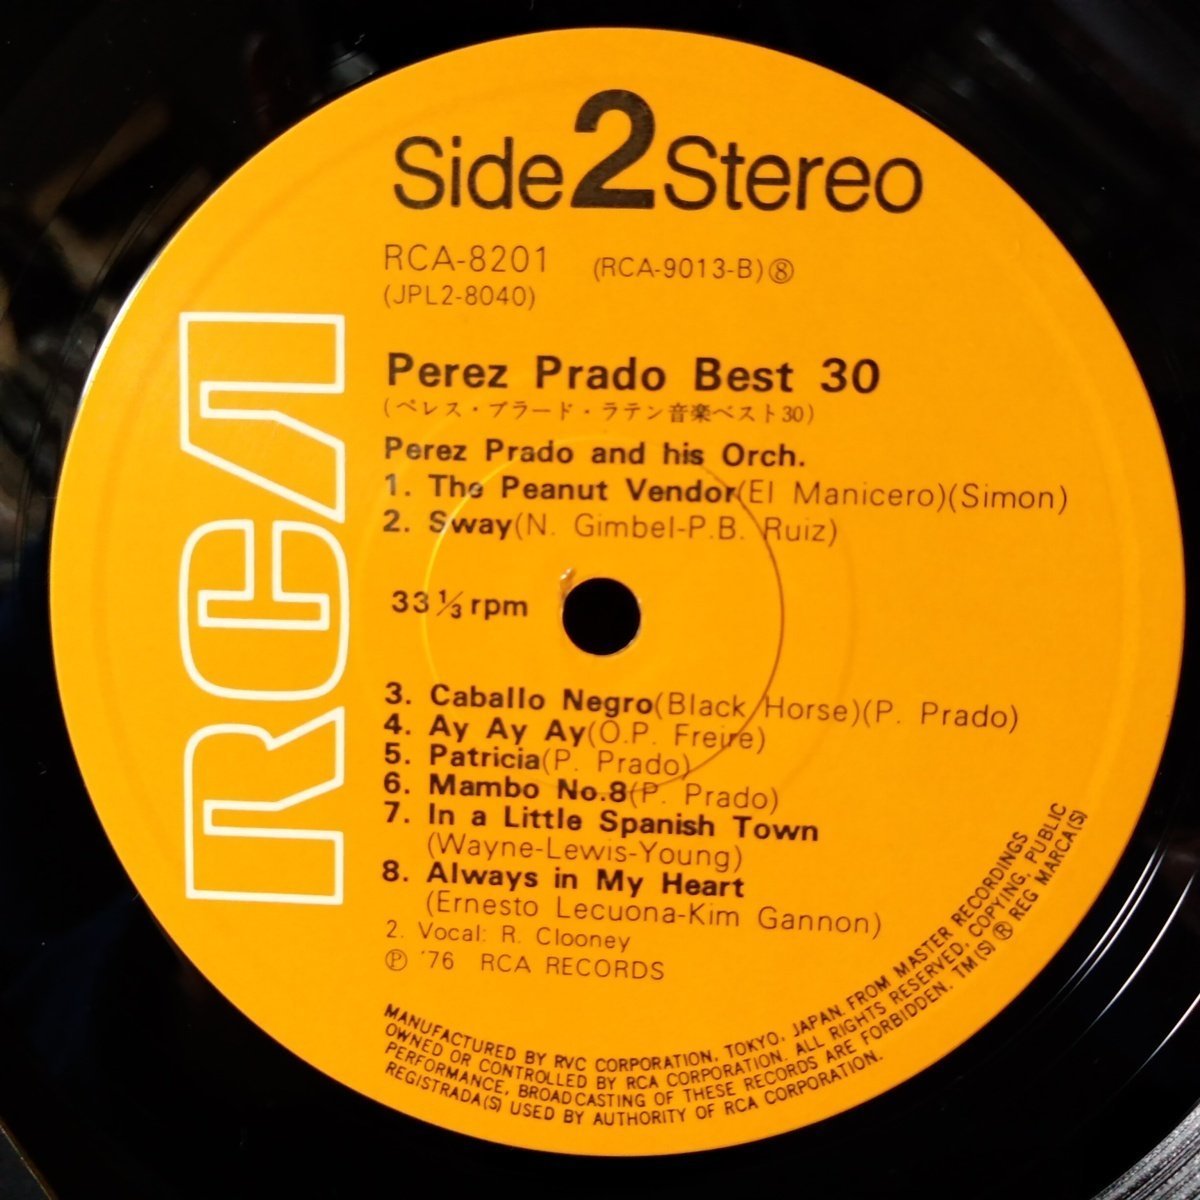 Side 2 Stereo
RCA-8201 (RCA-9013-B)⑧
(JPL2-8040)
RCA
Perez Prado Best 30
(ペレス・プラード・ラテン音楽ベスト30)
Perez Prado and his Orch.
1. The Peanut Vendor(El Manicero)(Simon)
2. Sway(N. Gimbel-P.B. Ruiz)
33 ⅓ rpm
3. Caballo Negro(Black Horse)(P. Prado)
4. Ay Ay Ay(O.P. Freire)
5. Patricia(P. Prado)
6. Mambo No.8(P. Prado)
7. In a Little Spanish Town
(Wayne-Lewis-Young)
8. Always in My Heart
(Ernesto Lecuona-Kim Gannon)
2. Vocal: R. Clooney
Ⓟ '76 RCA RECORDS
MANUFACTURED BY RVC CORPORATION, TOKYO, JAPAN. FROM MASTER RECORDINGS
OWNED OR CONTROLLED BY RCA CORPORATION. ALL RIGHTS RESERVED, COPYING, PUBLIC
PERFORMANCE, BROADCASTING OF THESE RECORDS ARE FORBIDDEN. TM(S) ® REG MARCA(S)
REGISTRADA(S) USED BY AUTHORITY OF RCA CORPORATION.